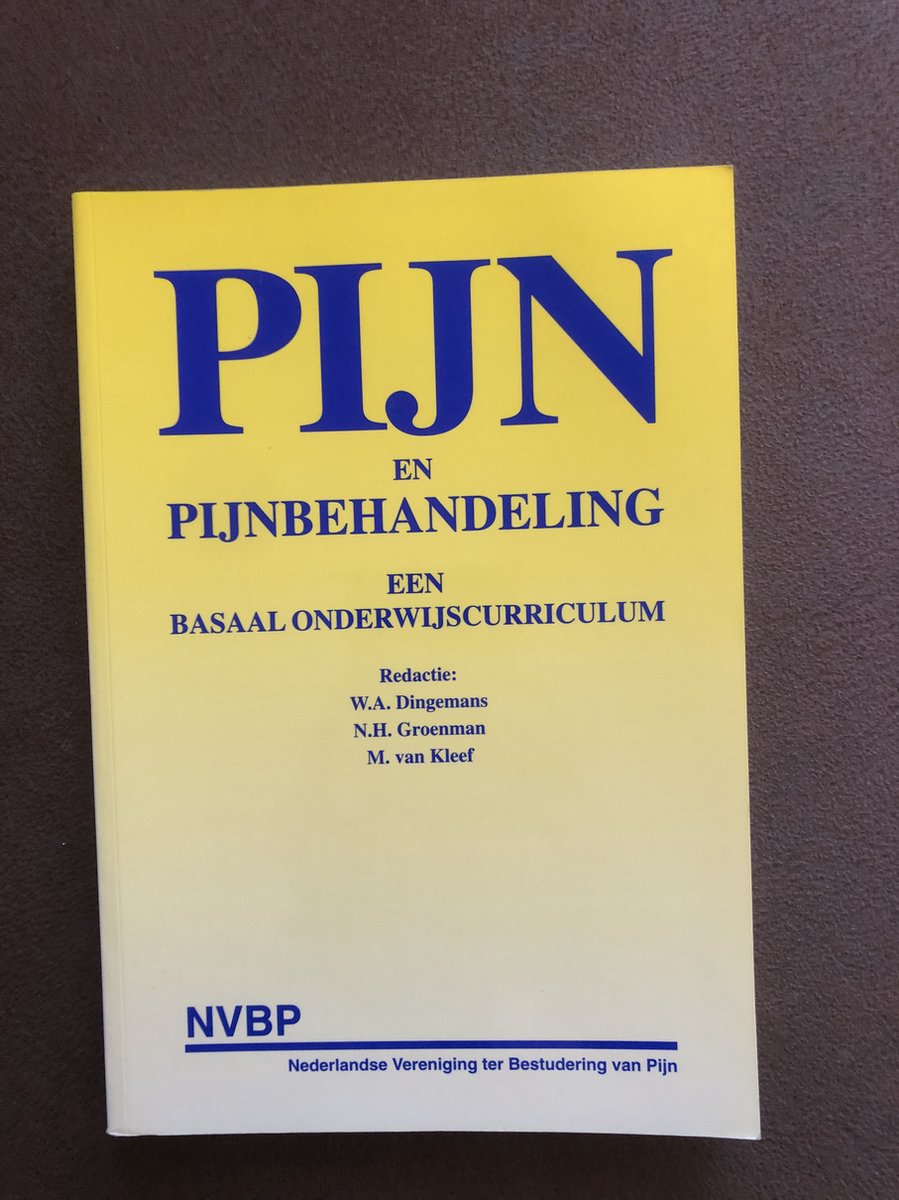 PIJN
EN
PIJNBEHANDELING
EEN
BASAAL ONDERWIJSCURRICULUM
Redactie:
W.A. Dingemans
N.H. Groenman
M. van Kleef
NVBP
Nederlandse Vereniging ter Bestudering van Pijn